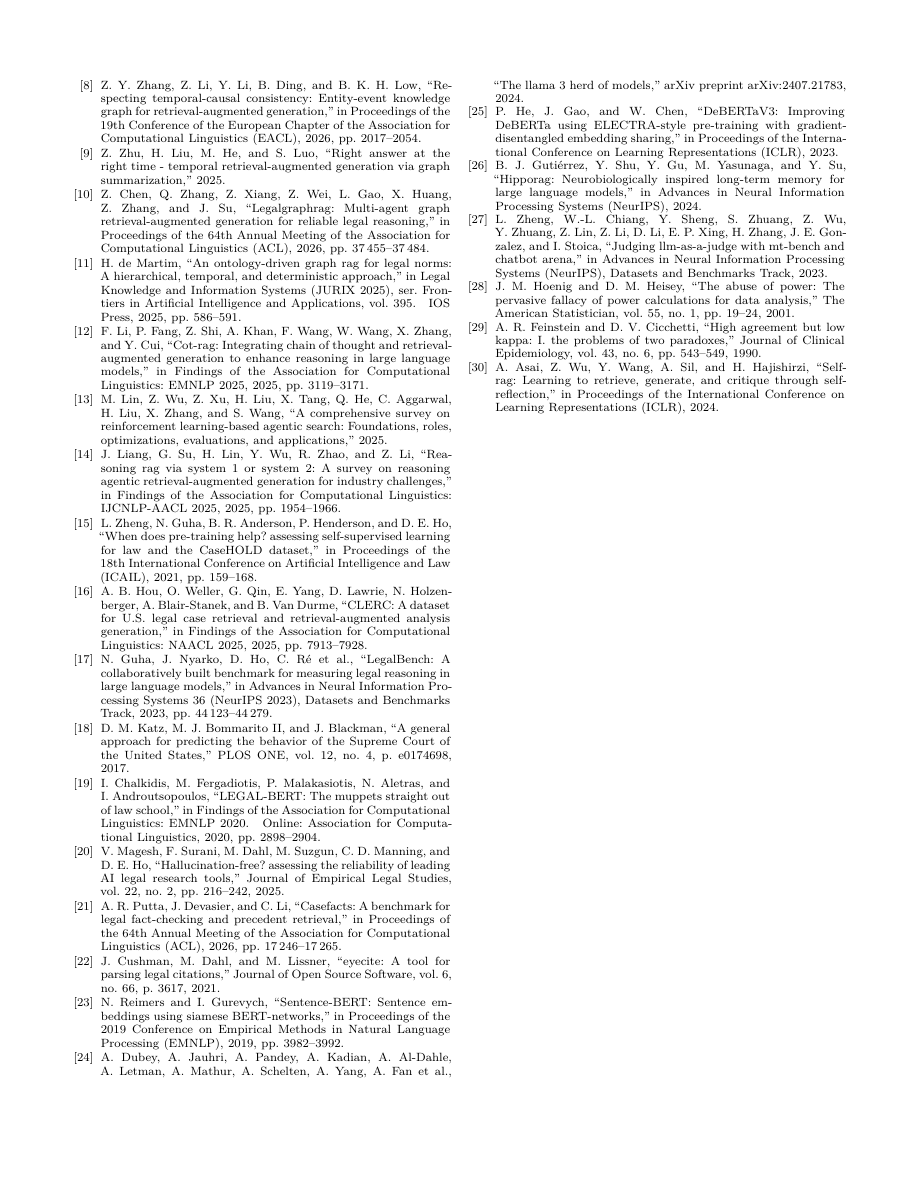 [8] Z. Y. Zhang, Z. Li, Y. Li, B. Ding, and B. K. H. Low, “Re-
specting temporal-causal consistency: Entity-event knowledge
graph for retrieval-augmented generation,” in Proceedings of the
19th Conference of the European Chapter of the Association for
Computational Linguistics (EACL), 2026, pp. 2017–2054.
[9] Z. Zhu, H. Liu, M. He, and S. Luo, “Right answer at the
right time - temporal retrieval-augmented generation via graph
summarization,” 2025.
[10] Z. Chen, Q. Zhang, Z. Xiang, Z. Wei, L. Gao, X. Huang,
Z. Zhang, and J. Su, “Legalgraphrag: Multi-agent graph
retrieval-augmented generation for reliable legal reasoning,” in
Proceedings of the 64th Annual Meeting of the Association for
Computational Linguistics (ACL), 2026, pp. 37 455–37 484.
[11] H. de Martim, “An ontology-driven graph rag for legal norms:
A hierarchical, temporal, and deterministic approach,” in Legal
Knowledge and Information Systems (JURIX 2025), ser. Fron-
tiers in Artificial Intelligence and Applications, vol. 395. IOS
Press, 2025, pp. 586–591.
[12] F. Li, P. Fang, Z. Shi, A. Khan, F. Wang, W. Wang, X. Zhang,
and Y. Cui, “Cot-rag: Integrating chain of thought and retrieval-
augmented generation to enhance reasoning in large language
models,” in Findings of the Association for Computational
Linguistics: EMNLP 2025, 2025, pp. 3119–3171.
[13] M. Lin, Z. Wu, Z. Xu, H. Liu, X. Tang, Q. He, C. Aggarwal,
H. Liu, X. Zhang, and S. Wang, “A comprehensive survey on
reinforcement learning-based agentic search: Foundations, roles,
optimizations, evaluations, and applications,” 2025.
[14] J. Liang, G. Su, H. Lin, Y. Wu, R. Zhao, and Z. Li, “Rea-
soning rag via system 1 or system 2: A survey on reasoning
agentic retrieval-augmented generation for industry challenges,”
in Findings of the Association for Computational Linguistics:
IJCNLP-AACL 2025, 2025, pp. 1954–1966.
[15] L. Zheng, N. Guha, B. R. Anderson, P. Henderson, and D. E. Ho,
“When does pre-training help? assessing self-supervised learning
for law and the CaseHOLD dataset,” in Proceedings of the
18th International Conference on Artificial Intelligence and Law
(ICAIL), 2021, pp. 159–168.
[16] A. B. Hou, O. Weller, G. Qin, E. Yang, D. Lawrie, N. Holzen-
berger, A. Blair-Stanek, and B. Van Durme, “CLERC: A dataset
for U.S. legal case retrieval and retrieval-augmented analysis
generation,” in Findings of the Association for Computational
Linguistics: NAACL 2025, 2025, pp. 7913–7928.
[17] N. Guha, J. Nyarko, D. Ho, C. Ré et al., “LegalBench: A
collaboratively built benchmark for measuring legal reasoning in
large language models,” in Advances in Neural Information Pro-
cessing Systems 36 (NeurIPS 2023), Datasets and Benchmarks
Track, 2023, pp. 44 123–44 279.
[18] D. M. Katz, M. J. Bommarito II, and J. Blackman, “A general
approach for predicting the behavior of the Supreme Court of
the United States,” PLOS ONE, vol. 12, no. 4, p. e0174698,
2017.
[19] I. Chalkidis, M. Fergadiotis, P. Malakasiotis, N. Aletras, and
I. Androutsopoulos, “LEGAL-BERT: The muppets straight out
of law school,” in Findings of the Association for Computational
Linguistics: EMNLP 2020. Online: Association for Computa-
tional Linguistics, 2020, pp. 2898–2904.
[20] V. Magesh, F. Surani, M. Dahl, M. Suzgun, C. D. Manning, and
D. E. Ho, “Hallucination-free? assessing the reliability of leading
AI legal research tools,” Journal of Empirical Legal Studies,
vol. 22, no. 2, pp. 216–242, 2025.
[21] A. R. Putta, J. Devasier, and C. Li, “Casefacts: A benchmark for
legal fact-checking and precedent retrieval,” in Proceedings of
the 64th Annual Meeting of the Association for Computational
Linguistics (ACL), 2026, pp. 17 246–17 265.
[22] J. Cushman, M. Dahl, and M. Lissner, “eyecite: A tool for
parsing legal citations,” Journal of Open Source Software, vol. 6,
no. 66, p. 3617, 2021.
[23] N. Reimers and I. Gurevych, “Sentence-BERT: Sentence em-
beddings using siamese BERT-networks,” in Proceedings of the
2019 Conference on Empirical Methods in Natural Language
Processing (EMNLP), 2019, pp. 3982–3992.
[24] A. Dubey, A. Jauhri, A. Pandey, A. Kadian, A. Al-Dahle,
A. Letman, A. Mathur, A. Schelten, A. Yang, A. Fan et al.,
“The llama 3 herd of models,” arXiv preprint arXiv:2407.21783,
2024.
[25] P. He, J. Gao, and W. Chen, “DeBERTaV3: Improving
DeBERTa using ELECTRA-style pre-training with gradient-
disentangled embedding sharing,” in Proceedings of the Interna-
tional Conference on Learning Representations (ICLR), 2023.
[26] B. J. Gutiérrez, Y. Shu, Y. Gu, M. Yasunaga, and Y. Su,
“Hipporag: Neurobiologically inspired long-term memory for
large language models,” in Advances in Neural Information
Processing Systems (NeurIPS), 2024.
[27] L. Zheng, W.-L. Chiang, Y. Sheng, S. Zhuang, Z. Wu,
Y. Zhuang, Z. Lin, Z. Li, D. Li, E. P. Xing, H. Zhang, J. E. Gon-
zalez, and I. Stoica, “Judging llm-as-a-judge with mt-bench and
chatbot arena,” in Advances in Neural Information Processing
Systems (NeurIPS), Datasets and Benchmarks Track, 2023.
[28] J. M. Hoenig and D. M. Heisey, “The abuse of power: The
pervasive fallacy of power calculations for data analysis,” The
American Statistician, vol. 55, no. 1, pp. 19–24, 2001.
[29] A. R. Feinstein and D. V. Cicchetti, “High agreement but low
kappa: I. the problems of two paradoxes,” Journal of Clinical
Epidemiology, vol. 43, no. 6, pp. 543–549, 1990.
[30] A. Asai, Z. Wu, Y. Wang, A. Sil, and H. Hajishirzi, “Self-
rag: Learning to retrieve, generate, and critique through self-
reflection,” in Proceedings of the International Conference on
Learning Representations (ICLR), 2024.